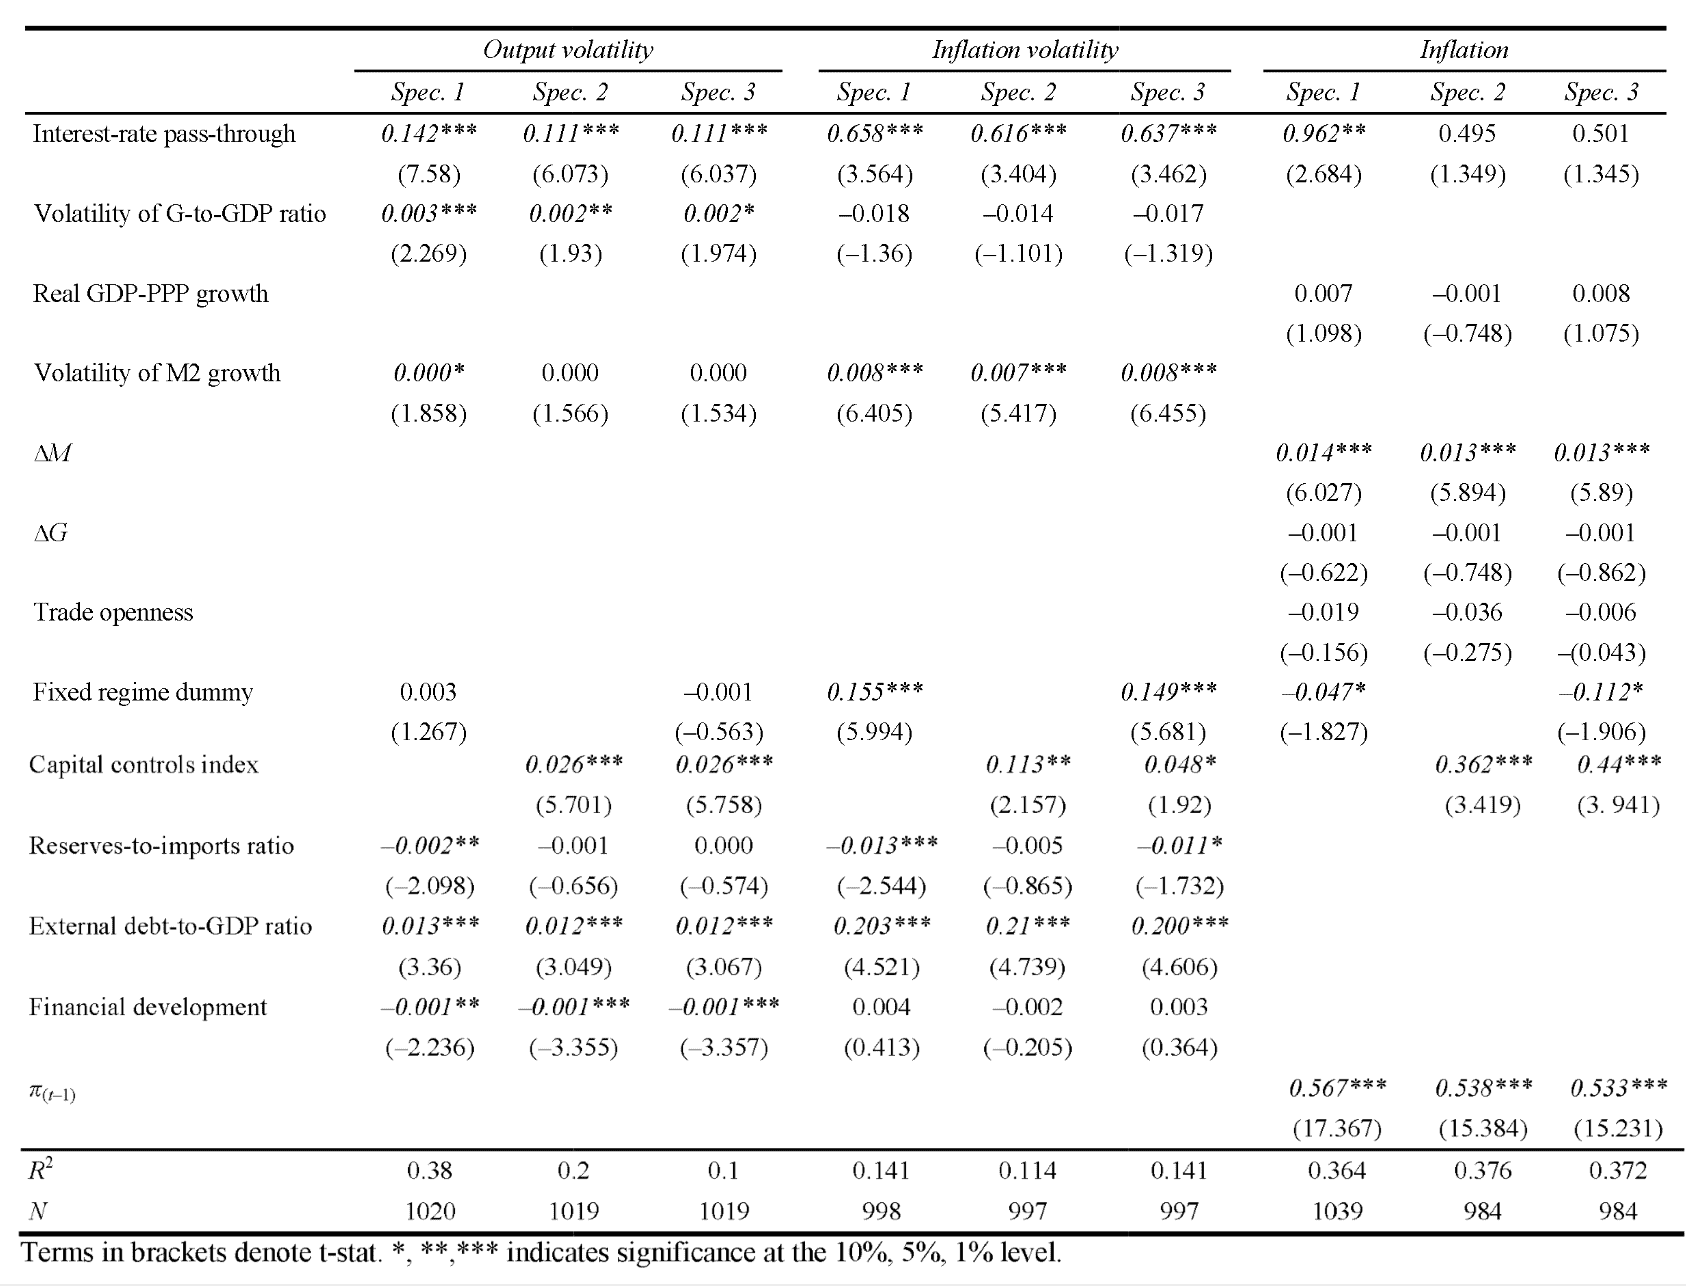 Output volatility Inflation volatility Inflation
Spec. 1 Spec. 2 Spec. 3 Spec. 1 Spec. 2 Spec. 3 Spec. 1 Spec. 2 Spec. 3
Interest-rate pass-through 0.142*** 0.111*** 0.111*** 0.658*** 0.616*** 0.637*** 0.962** 0.495 0.501
(7.58) (6.073) (6.037) (3.564) (3.404) (3.462) (2.684) (1.349) (1.345)
Volatility of G-to-GDP ratio 0.003*** 0.002** 0.002* –0.018 –0.014 –0.017
(2.269) (1.93) (1.974) (–1.36) (–1.101) (–1.319)
Real GDP-PPP growth 0.007 –0.001 0.008
(1.098) (–0.748) (1.075)
Volatility of M2 growth 0.000* 0.000 0.000 0.008*** 0.007*** 0.008***
(1.858) (1.566) (1.534) (6.405) (5.417) (6.455)
ΔM 0.014*** 0.013*** 0.013***
(6.027) (5.894) (5.89)
ΔG –0.001 –0.001 –0.001
(–0.622) (–0.748) (–0.862)
Trade openness –0.019 –0.036 –0.006
(–0.156) (–0.275) –(0.043)
Fixed regime dummy 0.003 –0.001 0.155*** 0.149*** –0.047* –0.112*
(1.267) (–0.563) (5.994) (5.681) (–1.827) (–1.906)
Capital controls index 0.026*** 0.026*** 0.113** 0.048* 0.362*** 0.44***
(5.701) (5.758) (2.157) (1.92) (3.419) (3. 941)
Reserves-to-imports ratio –0.002** –0.001 0.000 –0.013*** –0.005 –0.011*
(–2.098) (–0.656) (–0.574) (–2.544) (–0.865) (–1.732)
External debt-to-GDP ratio 0.013*** 0.012*** 0.012*** 0.203*** 0.21*** 0.200***
(3.36) (3.049) (3.067) (4.521) (4.739) (4.606)
Financial development –0.001** –0.001*** –0.001*** 0.004 –0.002 0.003
(–2.236) (–3.355) (–3.357) (0.413) (–0.205) (0.364)
π(t–1) 0.567*** 0.538*** 0.533***
(17.367) (15.384) (15.231)
R² 0.38 0.2 0.1 0.141 0.114 0.141 0.364 0.376 0.372
N 1020 1019 1019 998 997 997 1039 984 984
Terms in brackets denote t-stat. *, **,*** indicates significance at the 10%, 5%, 1% level.